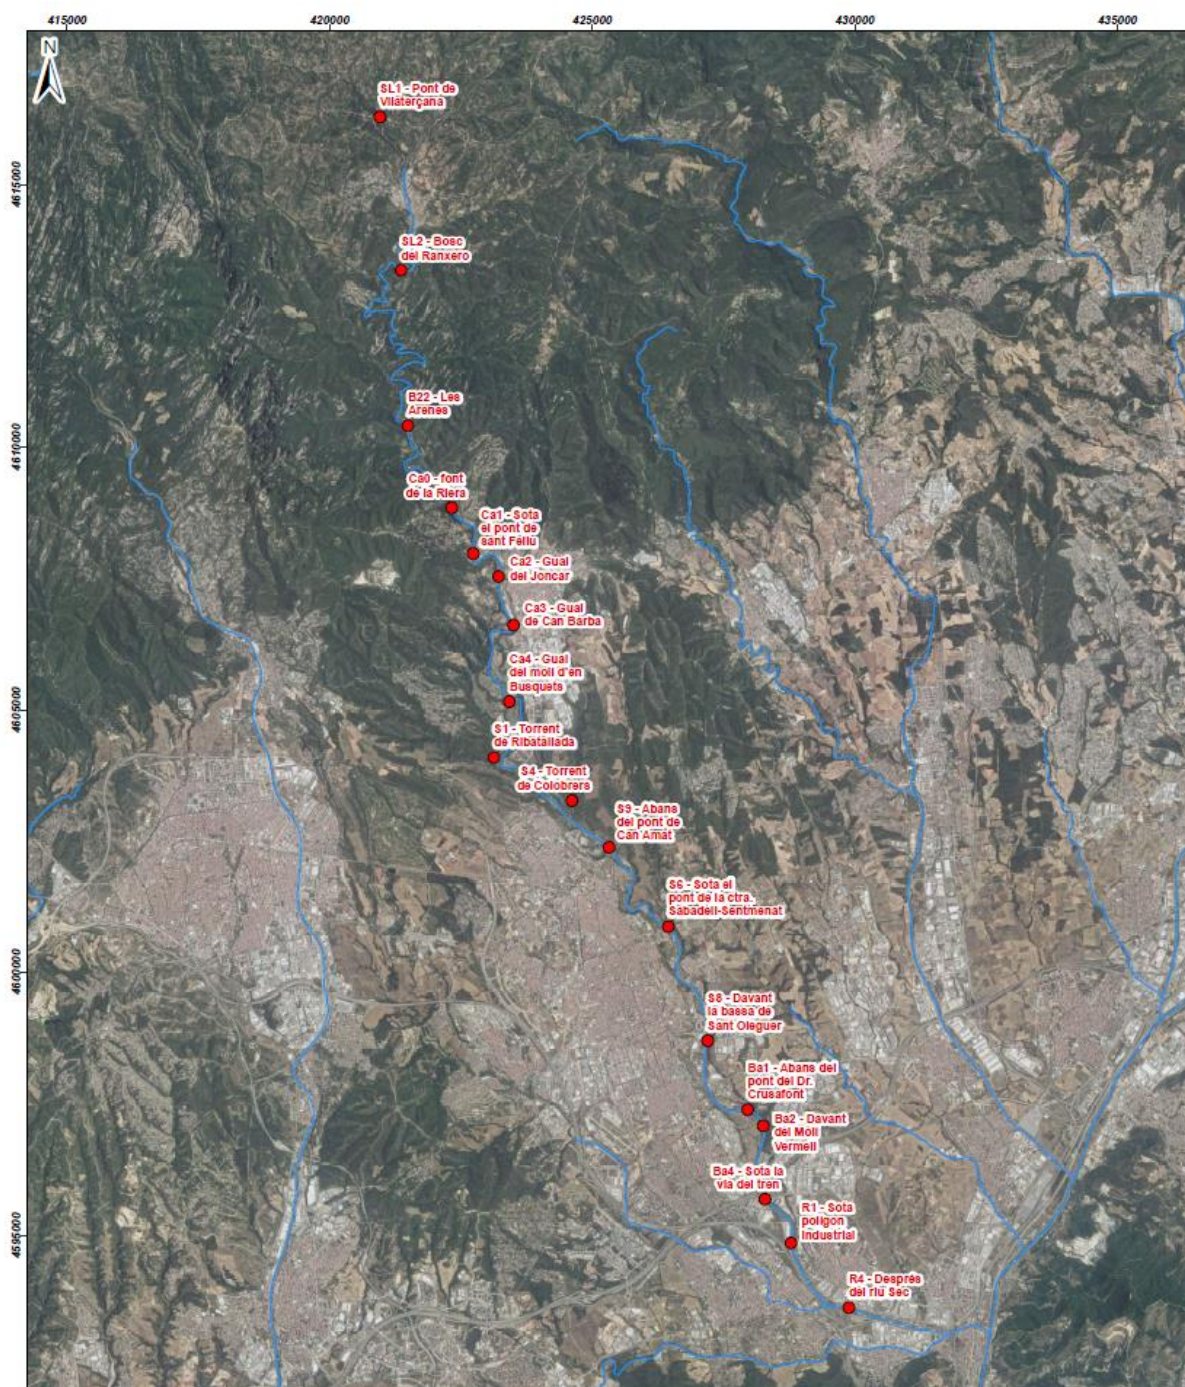 415000
420000
425000
430000
435000
N
SL1 - Pont de
Vilaterçana
4615000
SL2 - Bosc
del Ranxero
B22 - Les
Arenes
4610000
Ca0 - font
de la Riera
Ca1 - Sota
el pont de
sant Feliu
Ca2 - Gual
del Joncar
Ca3 - Gual
de Can Barba
Ca4 - Gual
del molí d'en
Busquets
4605000
S1 - Torrent
de Ribatallada
S4 - Torrent
de Colobrers
S9 - Abans
del pont de
Can Amat
S6 - Sota el
pont de la ctra.
Sabadell-Sentmenat
4600000
S8 - Davant
la bassa de
Sant Oleguer
Ba1 - Abans del
pont del Dr.
Crusafont
Ba2 - Davant
del Molí
Vermell
Ba4 - Sota la
via del tren
R1 - Sota
polígon
industrial
4595000
R4 - Després
del riu Sec